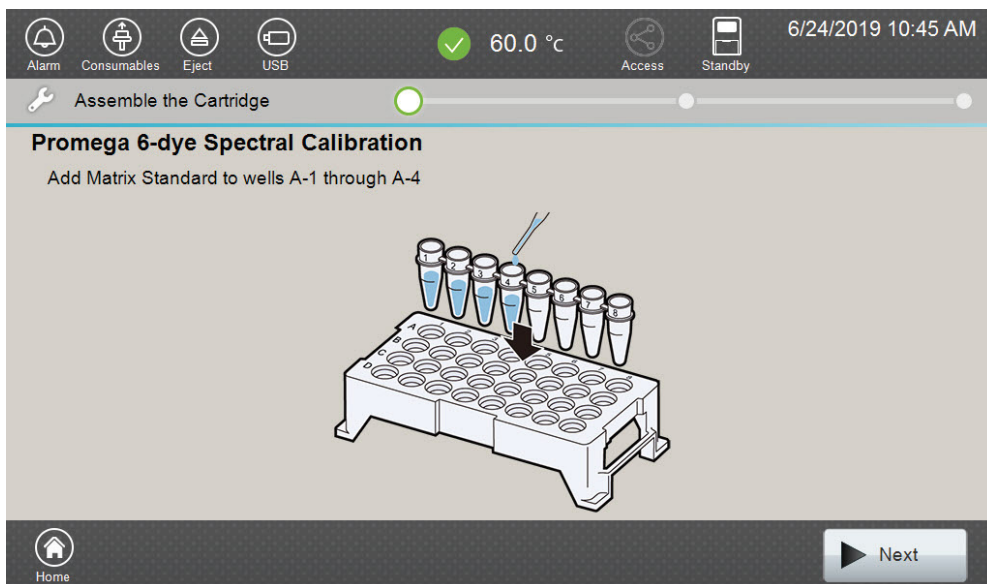 6/24/2019 10:45 AM
60.0 °c
Alarm
Consumables
Eject
USB
Access
Standby
Assemble the Cartridge
Promega 6-dye Spectral Calibration
Add Matrix Standard to wells A-1 through A-4
1 2 3 4 5 6 7 8
A
B
C
D
Next
Home